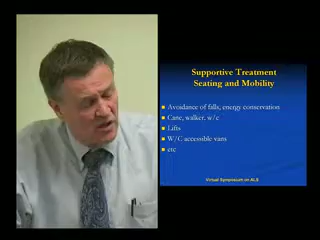 Supportive Treatment
Seating and Mobility
Avoidance of falls; energy conservation
Cane, walker, w/c
Lifts
W/C accessible vans
etc
Virtual Symposium on ALS